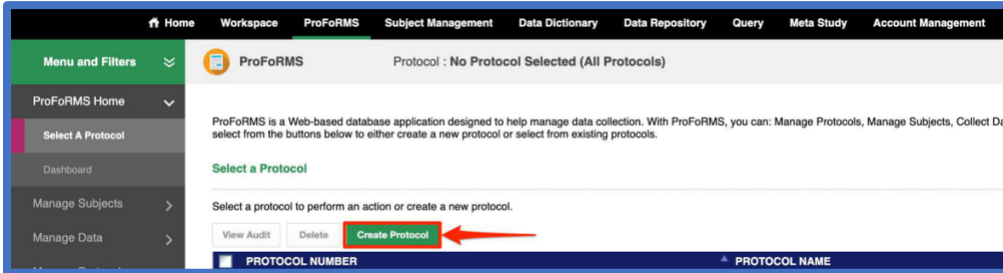 Home Workspace ProFoRMS Subject Management Data Dictionary Data Repository Query Meta Study Account Management
Menu and Filters
ProFoRMS Protocol : No Protocol Selected (All Protocols)
ProFoRMS Home
Select A Protocol
Dashboard
Manage Subjects
Manage Data
ProFoRMS is a Web-based database application designed to help manage data collection. With ProFoRMS, you can: Manage Protocols, Manage Subjects, Collect Da
select from the buttons below to either create a new protocol or select from existing protocols.
Select a Protocol
Select a protocol to perform an action or create a new protocol.
View Audit Delete Create Protocol
PROTOCOL NUMBER PROTOCOL NAME